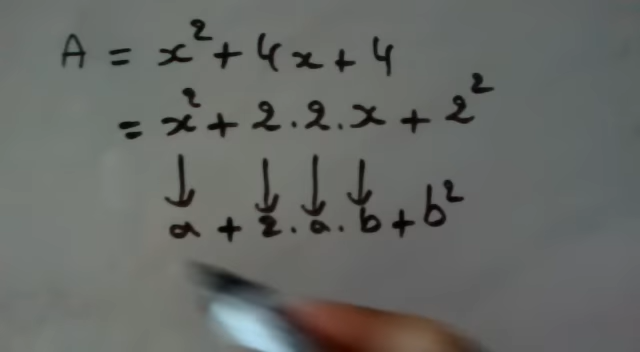 A = x² + 4x + 4
= x² + 2.2.x + 2²
↓ ↓ ↓ ↓
a + 2.a.b + b²